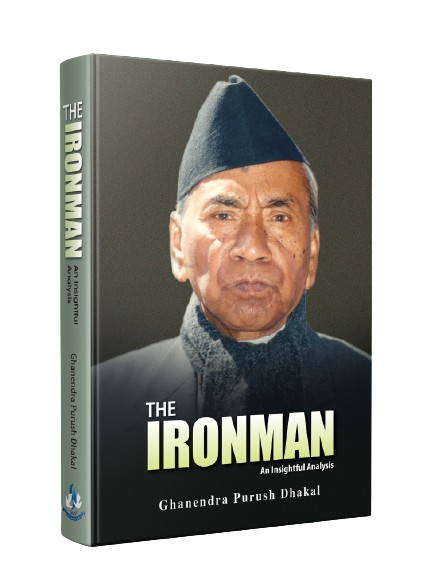 THE
IRONMAN
An Insightful
Analysis
Ghanendra Purush Dhakal
THE
IRONMAN
An Insightful Analysis
Ghanendra Purush Dhakal